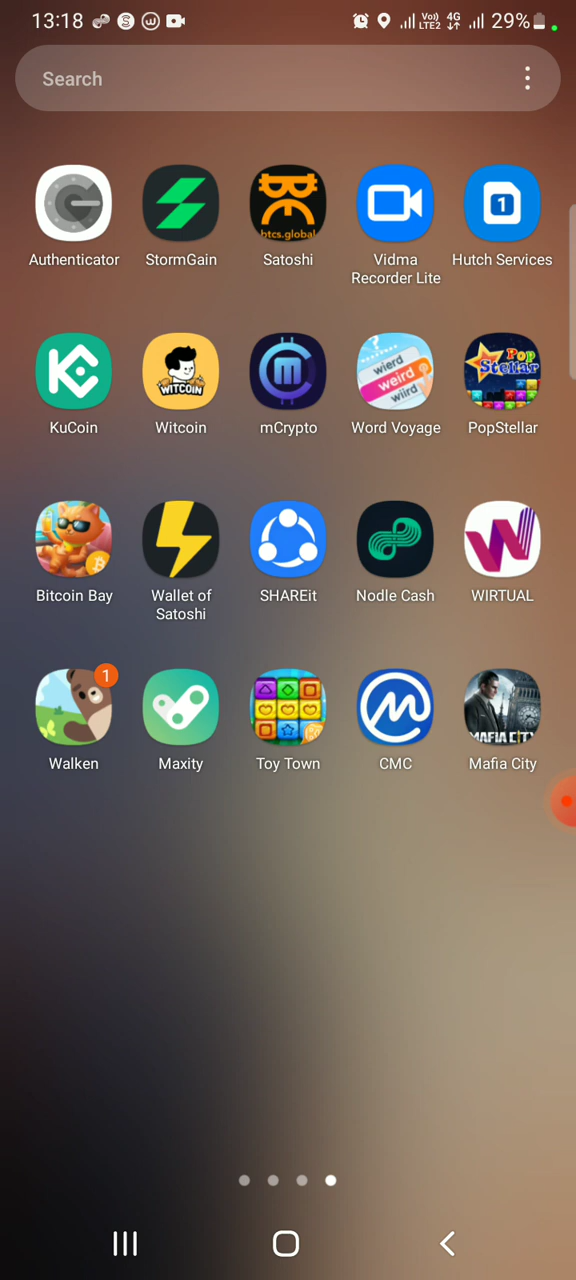 13:18
Vo))
LTE2
4G
29%
Search
btcs.global
1
Authenticator
StormGain
Satoshi
Vidma
Recorder Lite
Hutch Services
WITCOIN
wierd
weird
wiird
Pop
Stellar
KuCoin
Witcoin
mCrypto
Word Voyage
PopStellar
Bitcoin Bay
Wallet of
Satoshi
SHAREit
Nodle Cash
WIRTUAL
1
MAFIA CITY
Walken
Maxity
Toy Town
CMC
Mafia City